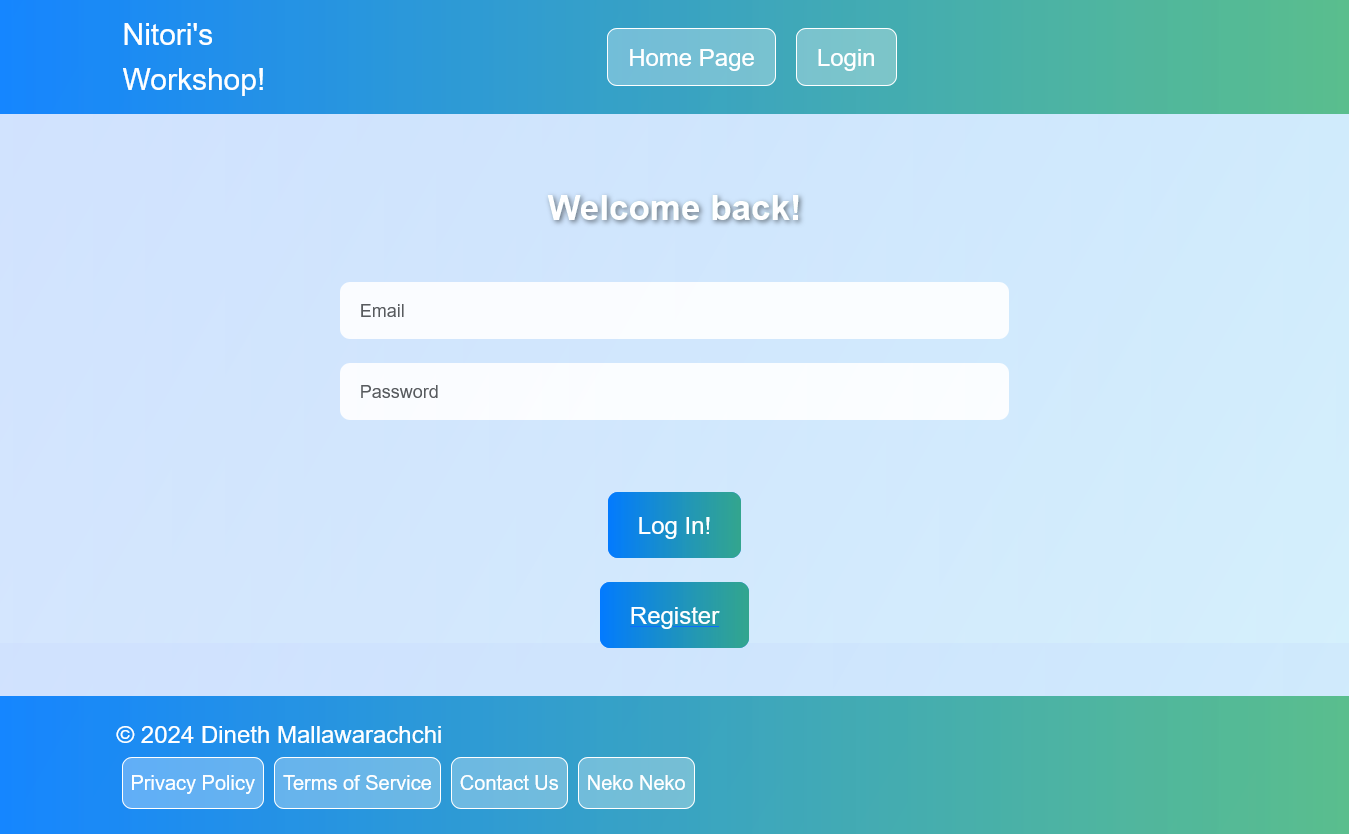 Nitori's
Workshop!
Home Page
Login
Welcome back!
Email
Password
Log In!
Register
© 2024 Dineth Mallawarachchi
Privacy Policy
Terms of Service
Contact Us
Neko Neko